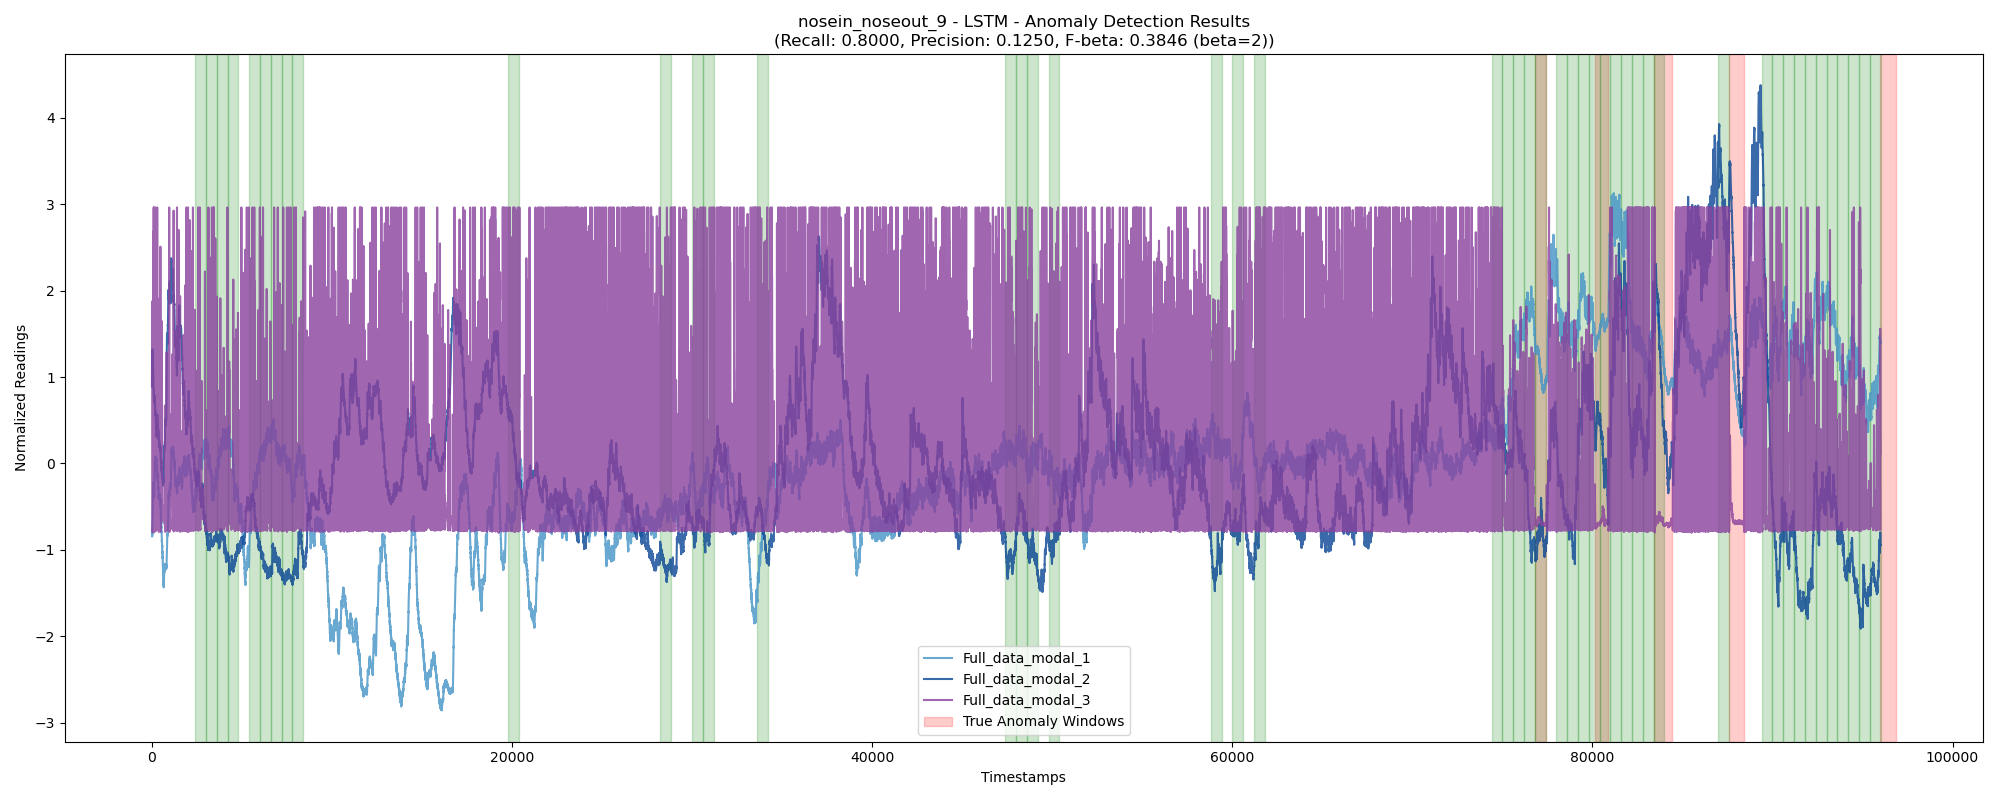 nosein_noseout_9 - LSTM - Anomaly Detection Results
(Recall: 0.8000, Precision: 0.1250, F-beta: 0.3846 (beta=2))
Normalized Readings
4
3
2
1
0
−1
−2
−3
Full_data_modal_1
Full_data_modal_2
Full_data_modal_3
True Anomaly Windows
0 20000 40000 60000 80000 100000
Timestamps